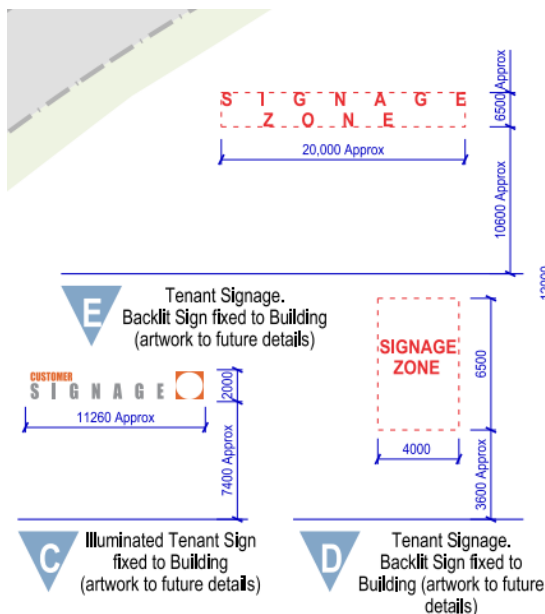 S I G N A G E
Z O N E
6500 Approx
20,000 Approx
10600 Approx
E
Tenant Signage.
Backlit Sign fixed to Building
(artwork to future details)
CUSTOMER
SIGNAGE
2000
11260 Approx
7400 Approx
C
Illuminated Tenant Sign
fixed to Building
(artwork to future details)
SIGNAGE
ZONE
6500
4000
3600 Approx
D
Tenant Signage.
Backlit Sign fixed to
Building (artwork to future
details)